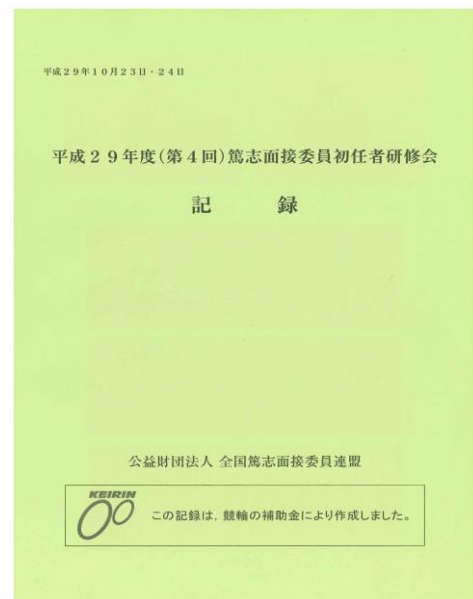 平成29年10月23日・24日
平成29年度(第4回)篤志面接委員初任者研修会
記 録
公益財団法人 全国篤志面接委員連盟
KEIRIN
この記録は,競輪の補助金により作成しました。